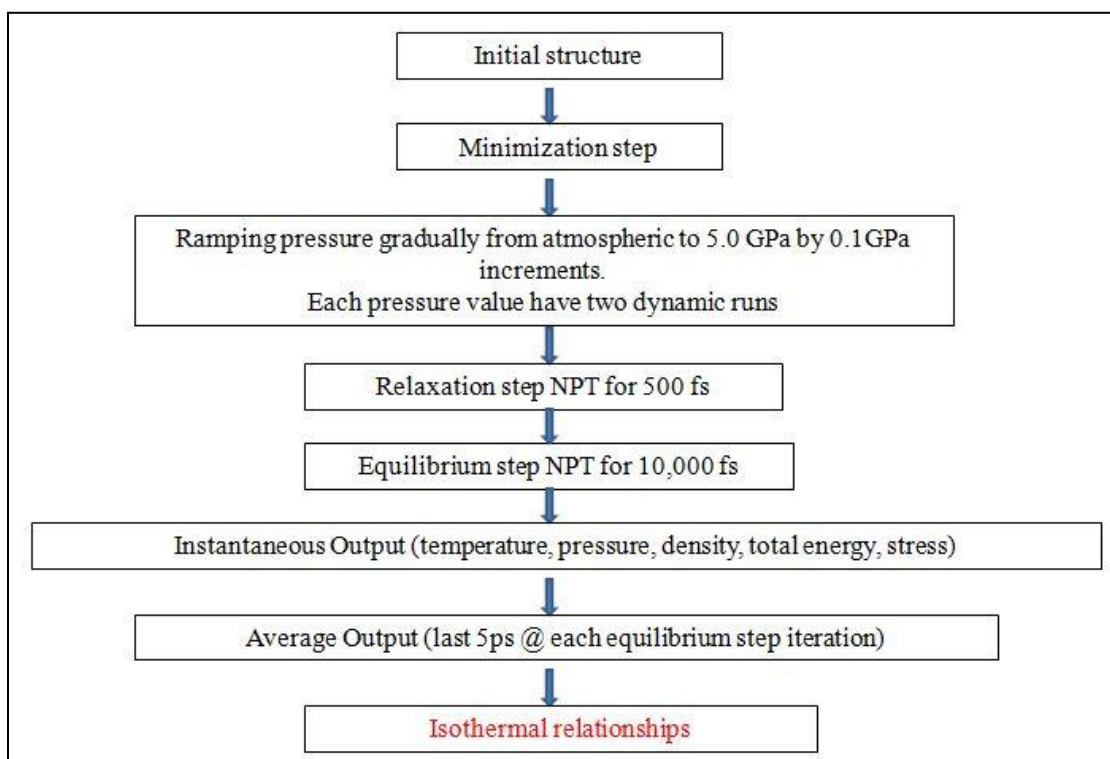 Initial structure
Minimization step
Ramping pressure gradually from atmospheric to 5.0 GPa by 0.1GPa
increments.
Each pressure value have two dynamic runs
Relaxation step NPT for 500 fs
Equilibrium step NPT for 10,000 fs
Instantaneous Output (temperature, pressure, density, total energy, stress)
Average Output (last 5ps @ each equilibrium step iteration)
Isothermal relationships